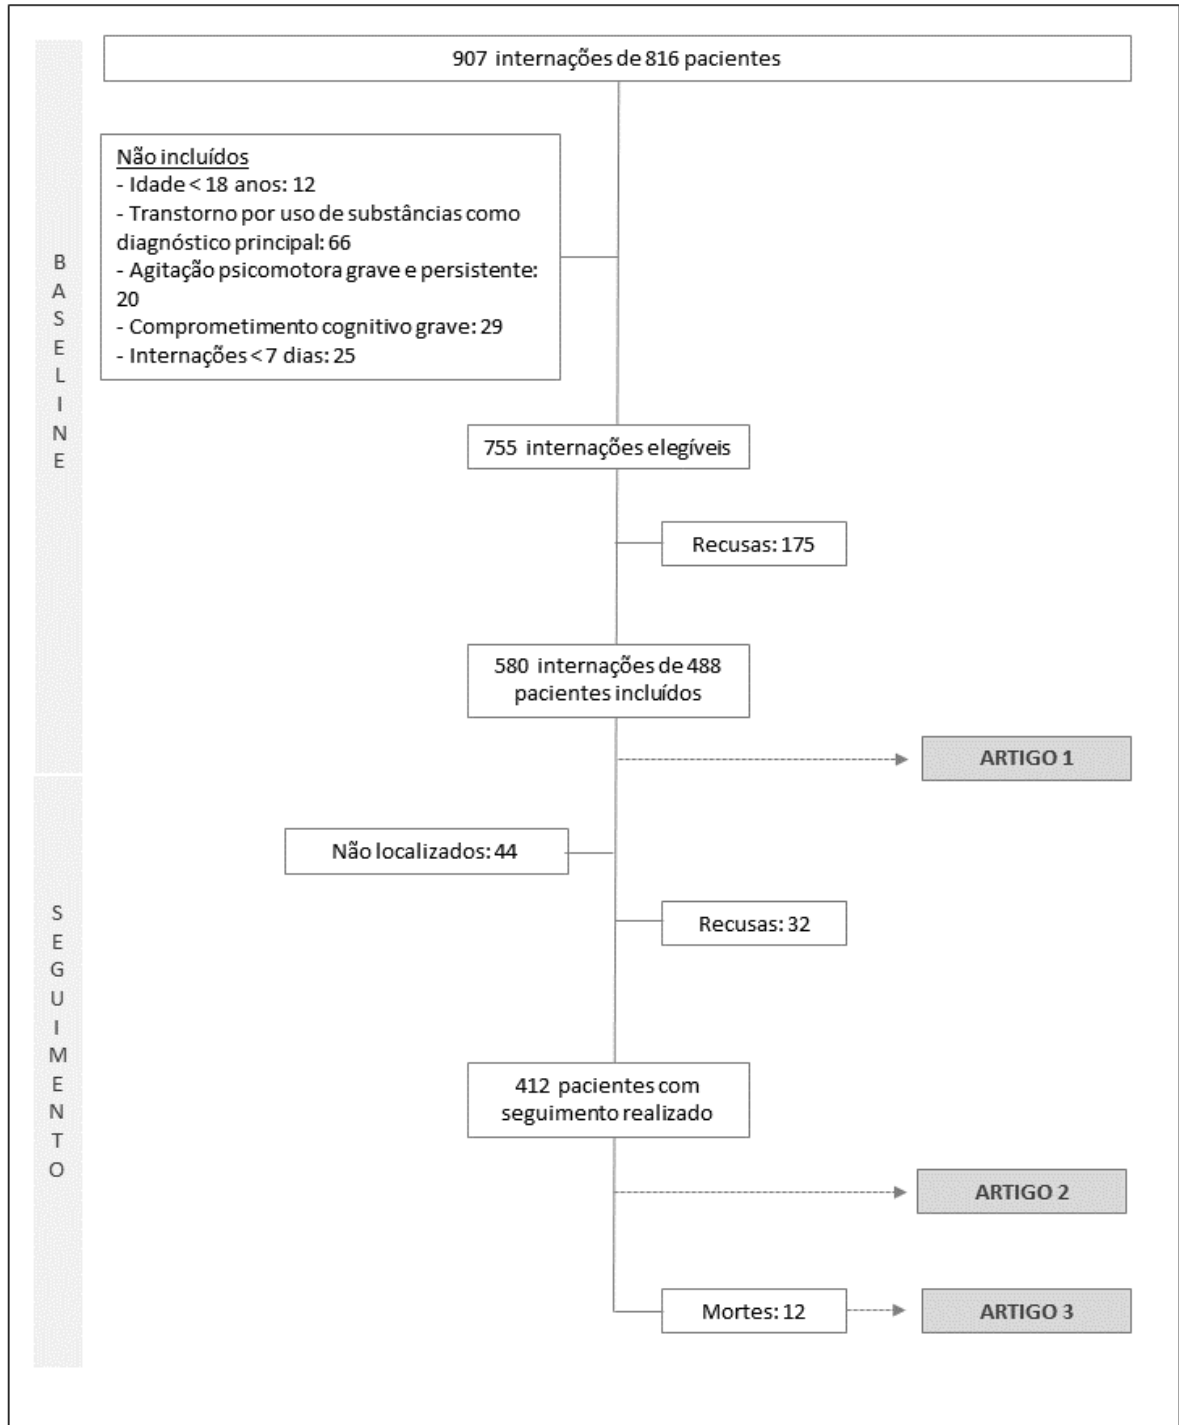 907 internações de 816 pacientes
Não incluídos
- Idade < 18 anos: 12
- Transtorno por uso de substâncias como
diagnóstico principal: 66
- Agitação psicomotora grave e persistente:
20
- Comprometimento cognitivo grave: 29
- Internações < 7 dias: 25
BASELINE
755 internações elegíveis
Recusas: 175
580 internações de 488
pacientes incluídos
ARTIGO 1
Não localizados: 44
SEGUIMENTO
Recusas: 32
412 pacientes com
seguimento realizado
ARTIGO 2
Mortes: 12
ARTIGO 3